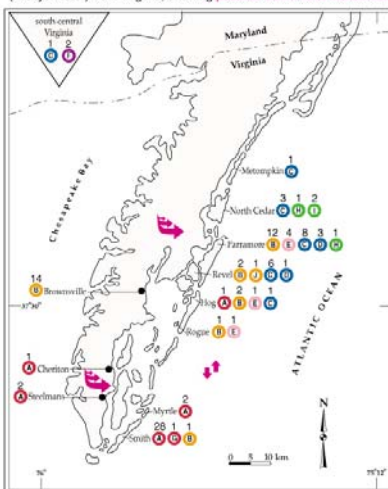 south-central
Virginia
1 2
C F
Maryland
Virginia
Chesapeake Bay
1
Metompkin C
3 1 2
North Cedar C H I
12 4 8 3 1
Parramore B E C D H
2 1 6 1
Revel B J C D
14
B Brownsville
1 2 1 1
Hog A B E C
37°30'
1 1
Rogue B E
ATLANTIC OCEAN
1
A Cheriton
2
A Steelmans
2
Myrtle A
28 1 1
Smith A G B
N
0 5 10 km
76°
75°12'